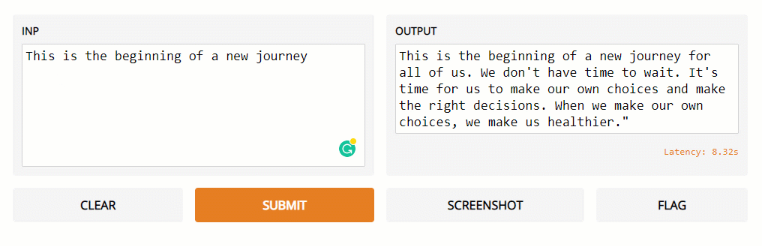 INP
This is the beginning of a new journey
OUTPUT
This is the beginning of a new journey for
all of us. We don't have time to wait. It's
time for us to make our own choices and make
the right decisions. When we make our own
choices, we make us healthier."
Latency: 8.32s
CLEAR
SUBMIT
SCREENSHOT
FLAG